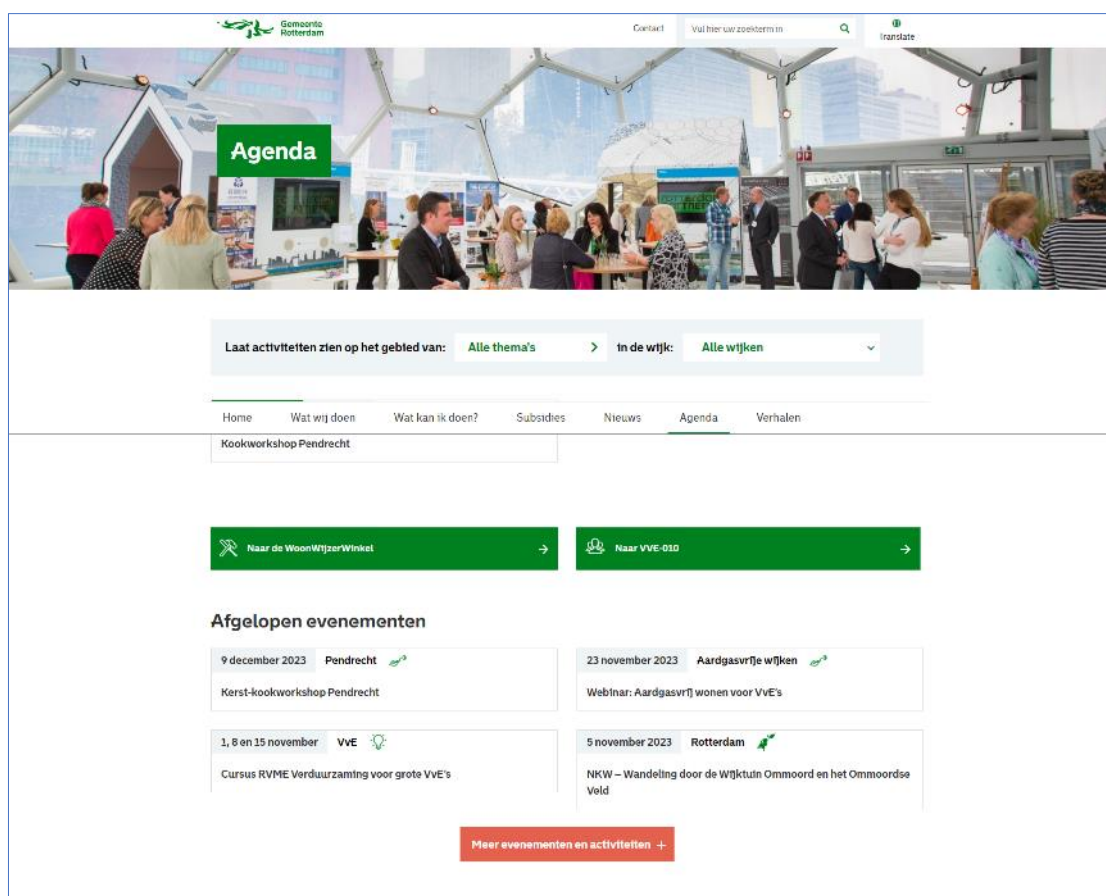 Gemeente
Rotterdam
Contact
Vul hier uw zoekterm in
Translate
Agenda
Laat activiteiten zien op het gebied van:
Alle thema's
in de wijk:
Alle wijken
Home
Wat wij doen
Wat kan ik doen?
Subsidies
Nieuws
Agenda
Verhalen
Kookworkshop Pendrecht
Naar de WoonWijzerWinkel
Naar VVE-010
Afgelopen evenementen
9 december 2023 Pendrecht
Kerst-kookworkshop Pendrecht
23 november 2023 Aardgasvrije wijken
Webinar: Aardgasvrij wonen voor VvE's
1, 8 en 15 november VvE
Cursus RVME Verduurzaming voor grote VvE's
5 november 2023 Rotterdam
NKW – Wandeling door de Wijktuin Ommoord en het Ommoordse
Veld
Meer evenementen en activiteiten +